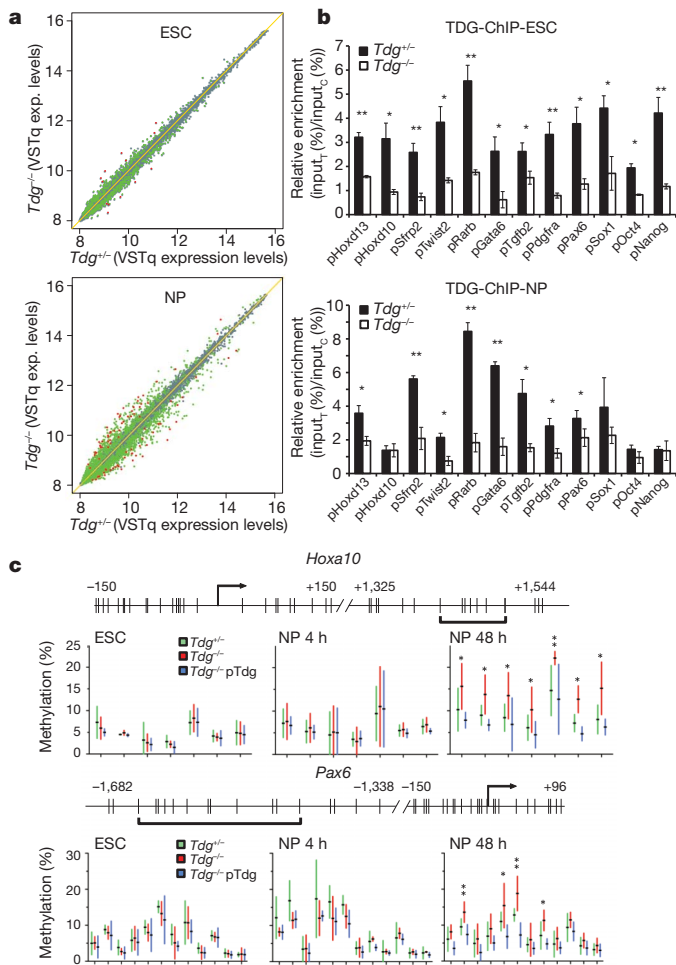 a
ESC
Tdg−/− (VSTq exp. levels)
16
14
12
10
8
8 10 12 14 16
Tdg+/− (VSTq expression levels)
NP
Tdg−/− (VSTq exp. levels)
16
14
12
10
8
8 10 12 14 16
Tdg+/− (VSTq expression levels)
b
TDG-ChIP-ESC
Tdg+/−
Tdg−/−
Relative enrichment
(inputT (%)/inputC (%))
7
6
5
4
3
2
1
0
** * ** * ** * * ** * * * **
pHoxd13 pHoxd10 pSfrp2 pTwist2 pRarb pGata6 pTgfb2 pPdgfra pPax6 pSox1 pOct4 pNanog
TDG-ChIP-NP
Tdg+/−
Tdg−/−
Relative enrichment
(inputT (%)/inputC (%))
10
9
8
7
6
5
4
3
2
1
0
* ** * ** ** * * *
pHoxd13 pHoxd10 pSfrp2 pTwist2 pRarb pGata6 pTgfb2 pPdgfra pPax6 pSox1 pOct4 pNanog
c
Hoxa10
−150 +150 +1,325 +1,544
ESC
Tdg+/−
Tdg−/−
Tdg−/− pTdg
NP 4 h
NP 48 h
* * * * ** * *
Methylation (%)
25
20
15
10
5
0
Pax6
−1,682 −1,338 −150 +96
ESC
Tdg+/−
Tdg−/−
Tdg−/− pTdg
NP 4 h
NP 48 h
** * ** *
Methylation (%)
30
20
10
0